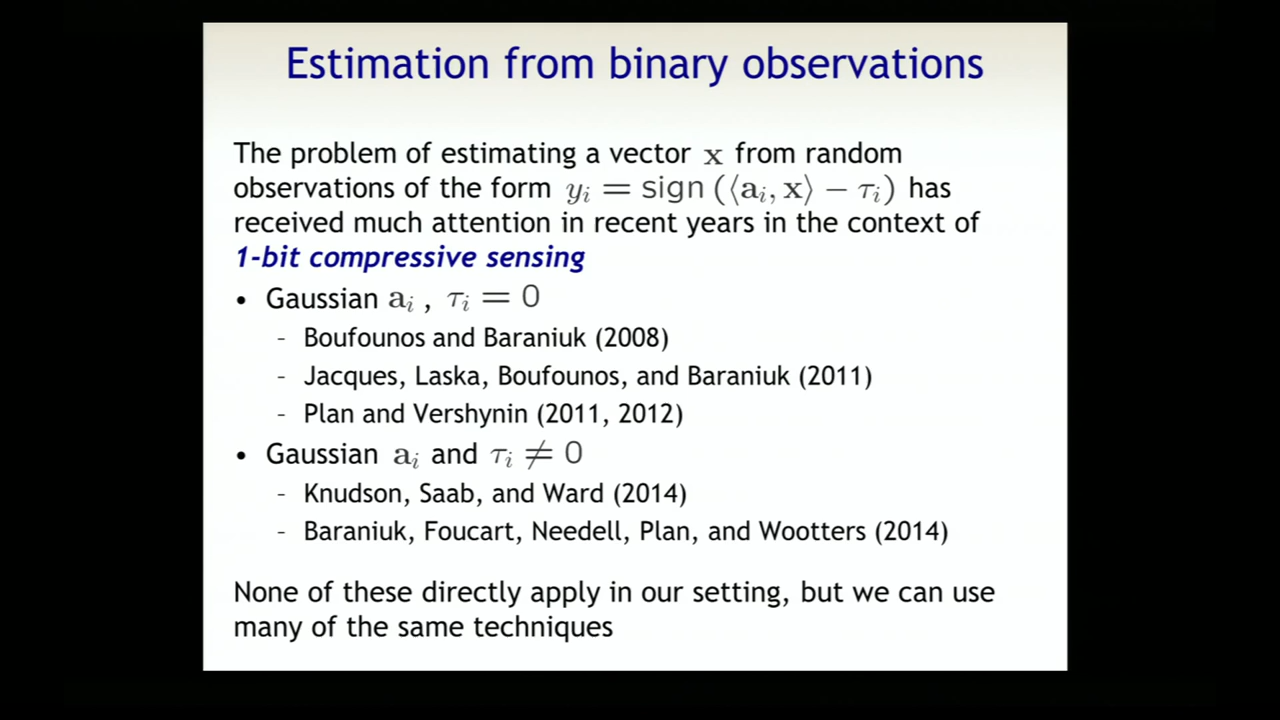 Estimation from binary observations
The problem of estimating a vector x from random
observations of the form yᵢ = sign (⟨aᵢ, x⟩ − τᵢ) has
received much attention in recent years in the context of
1-bit compressive sensing
• Gaussian aᵢ , τᵢ = 0
- Boufounos and Baraniuk (2008)
- Jacques, Laska, Boufounos, and Baraniuk (2011)
- Plan and Vershynin (2011, 2012)
• Gaussian aᵢ and τᵢ ≠ 0
- Knudson, Saab, and Ward (2014)
- Baraniuk, Foucart, Needell, Plan, and Wootters (2014)
None of these directly apply in our setting, but we can use
many of the same techniques